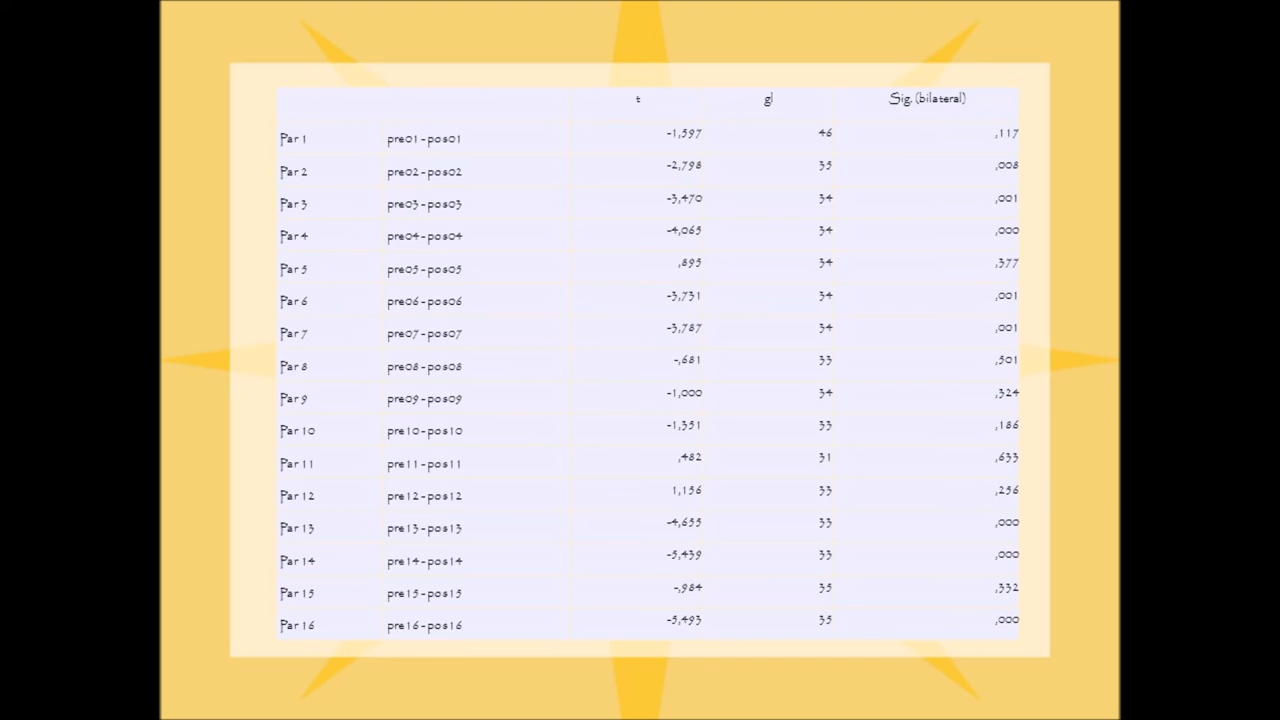 t gl Sig. (bilateral)
Par 1 pre01-pos01 -1,597 46 ,117
Par 2 pre02-pos02 -2,798 35 ,008
Par 3 pre03-pos03 -3,470 34 ,001
Par 4 pre04-pos04 -4,065 34 ,000
Par 5 pre05-pos05 ,895 34 ,377
Par 6 pre06-pos06 -3,731 34 ,001
Par 7 pre07-pos07 -3,787 34 ,001
Par 8 pre08-pos08 -,681 33 ,501
Par 9 pre09-pos09 -1,000 34 ,324
Par 10 pre10-pos10 -1,351 33 ,186
Par 11 pre11-pos11 ,482 31 ,633
Par 12 pre12-pos12 1,156 33 ,256
Par 13 pre13-pos13 -4,655 33 ,000
Par 14 pre14-pos14 -5,439 33 ,000
Par 15 pre15-pos15 -,984 35 ,332
Par 16 pre16-pos16 -5,493 35 ,000